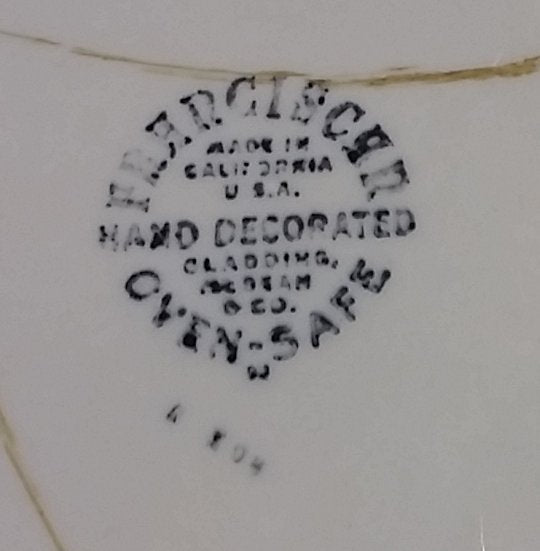 FRANCISCAN
MADE IN
CALIFORNIA
U.S.A.
HAND DECORATED
GLADDING,
McBEAN
& CO.
OVEN-SAFE